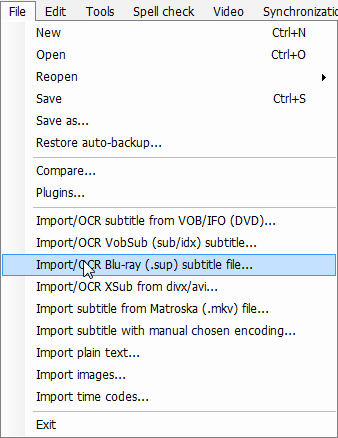 File Edit Tools Spell check Video Synchronizatio
New Ctrl+N
Open Ctrl+O
Reopen
Save Ctrl+S
Save as...
Restore auto-backup...
Compare...
Plugins...
Import/OCR subtitle from VOB/IFO (DVD)...
Import/OCR VobSub (sub/idx) subtitle...
Import/OCR Blu-ray (.sup) subtitle file...
Import/OCR XSub from divx/avi...
Import subtitle from Matroska (.mkv) file...
Import subtitle with manual chosen encoding...
Import plain text...
Import images...
Import time codes...
Exit